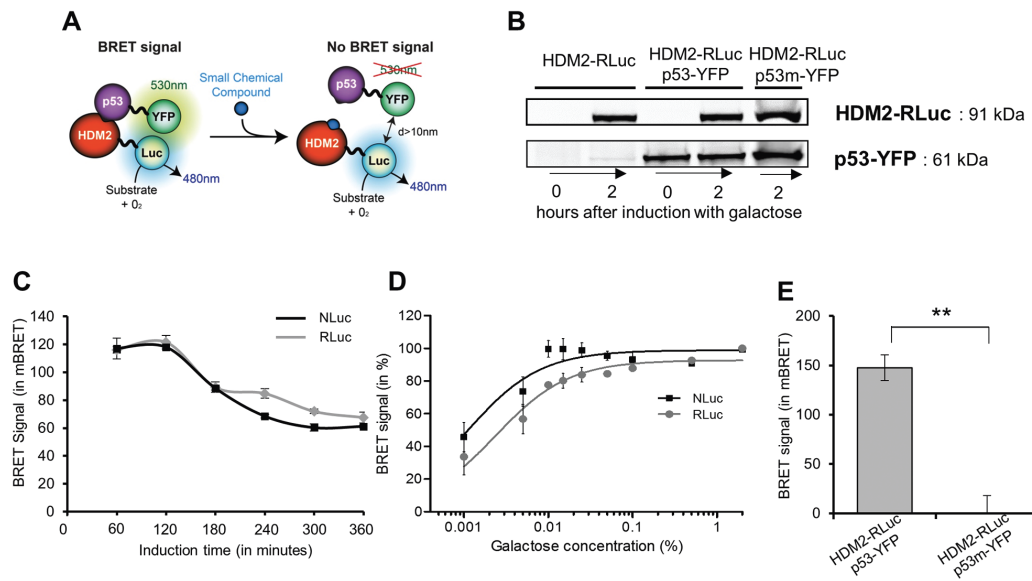 A
BRET signal
530nm
p53
YFP
HDM2
Luc
480nm
Substrate
+ O₂
Small Chemical
Compound
No BRET signal
530nm
p53
YFP
d>10nm
HDM2
Luc
480nm
Substrate
+ O₂
B
HDM2-RLuc
HDM2-RLuc
p53-YFP
HDM2-RLuc
p53m-YFP
HDM2-RLuc : 91 kDa
p53-YFP : 61 kDa
0 2 0 2 2
hours after induction with galactose
C
BRET Signal (in mBRET)
140
120
100
80
60
40
20
0
0 60 120 180 240 300 360
Induction time (in minutes)
NLuc
RLuc
D
BRET signal (in %)
120
100
80
60
40
20
0
0.001 0.01 0.1 1
Galactose concentration (%)
NLuc
RLuc
E
BRET signal (in mBRET)
200
150
100
50
0
**
HDM2-RLuc
p53-YFP
HDM2-RLuc
p53m-YFP